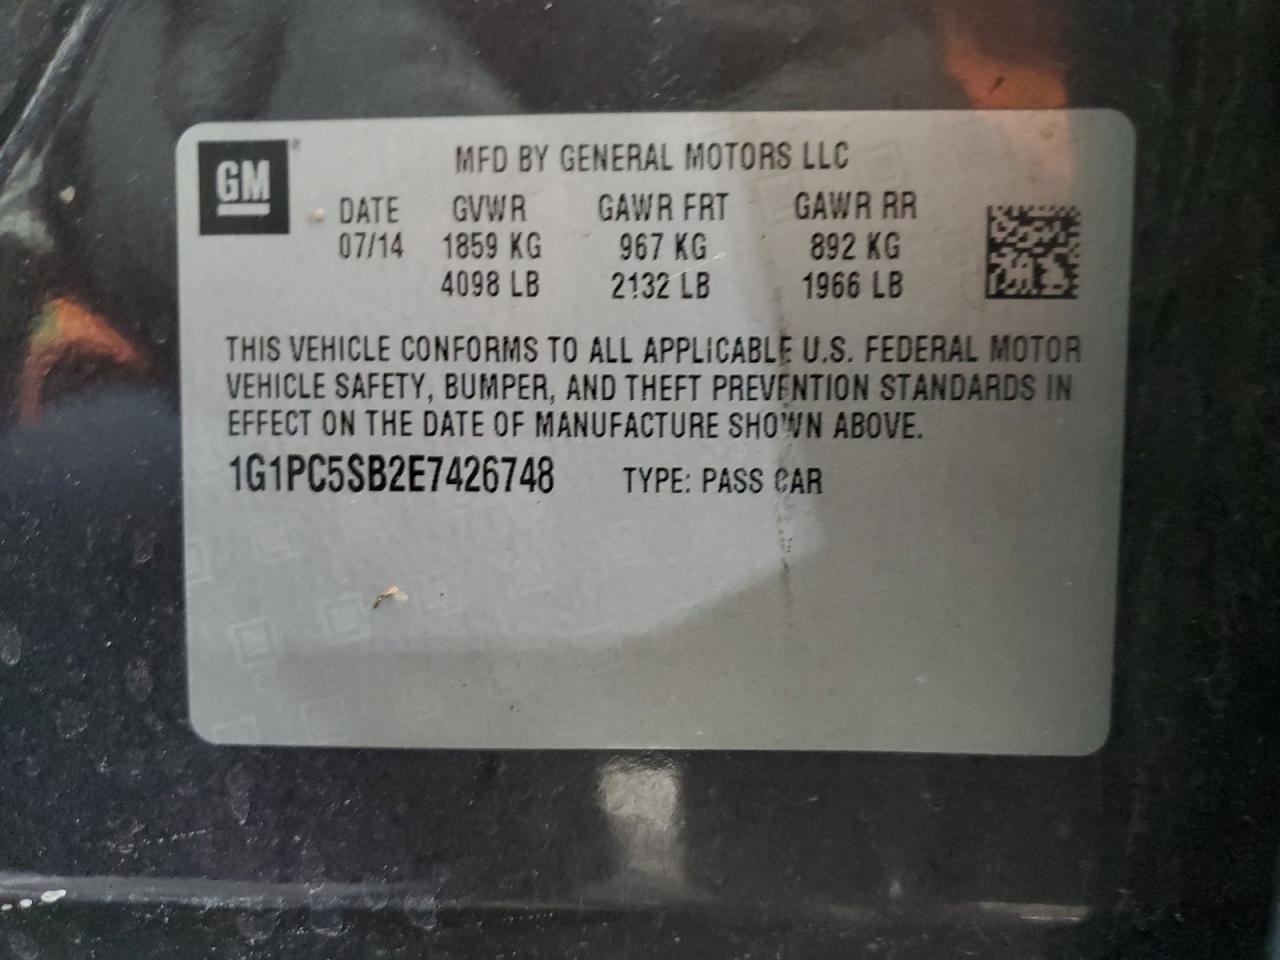 GM
MFD BY GENERAL MOTORS LLC
DATE GVWR GAWR FRT GAWR RR
07/14 1859 KG 967 KG 892 KG
4098 LB 2132 LB 1966 LB
THIS VEHICLE CONFORMS TO ALL APPLICABLE U.S. FEDERAL MOTOR
VEHICLE SAFETY, BUMPER, AND THEFT PREVENTION STANDARDS IN
EFFECT ON THE DATE OF MANUFACTURE SHOWN ABOVE.
1G1PC5SB2E7426748 TYPE: PASS CAR